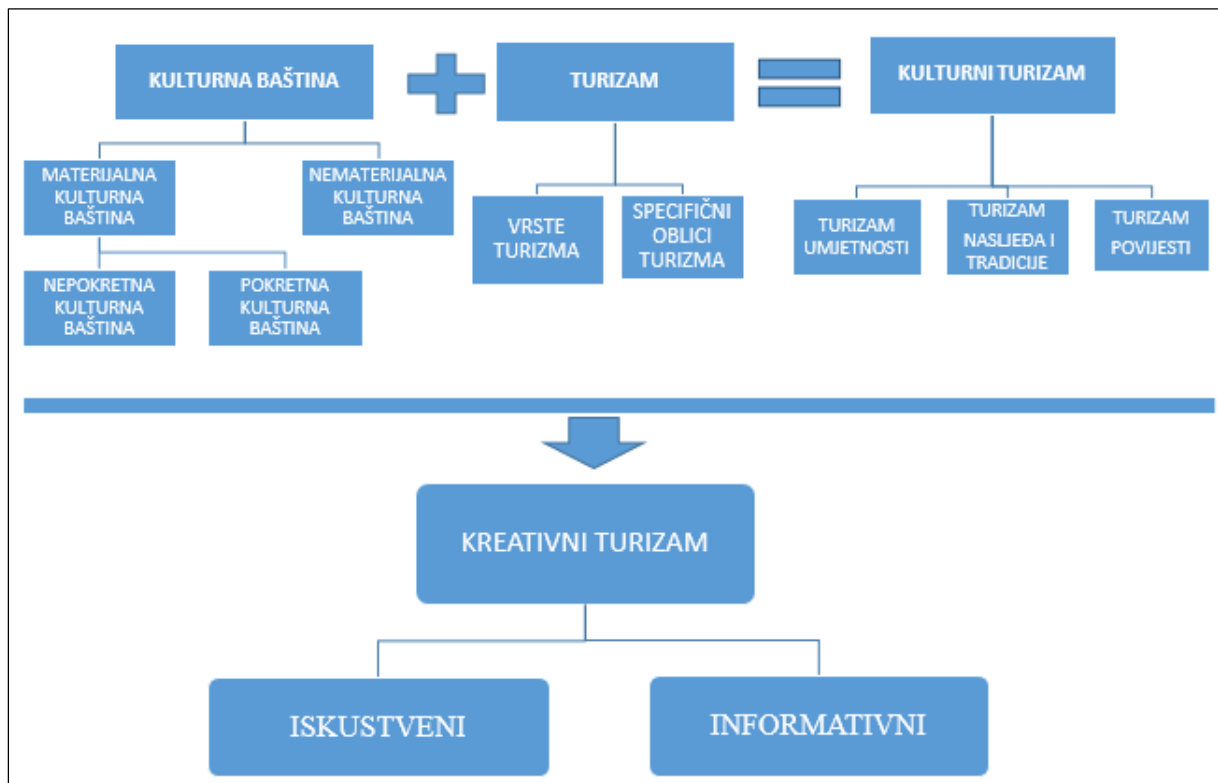 KULTURNA BAŠTINA
TURIZAM
KULTURNI TURIZAM
MATERIJALNA
KULTURNA
BAŠTINA
NEMATERIJALNA
KULTURNA
BAŠTINA
NEPOKRETNA
KULTURNA
BAŠTINA
POKRETNA
KULTURNA
BAŠTINA
VRSTE
TURIZMA
SPECIFIČNI
OBLICI
TURIZMA
TURIZAM
UMJETNOSTI
TURIZAM
NASLJEĐA I
TRADICIJE
TURIZAM
POVIJESTI
KREATIVNI TURIZAM
ISKUSTVENI
INFORMATIVNI